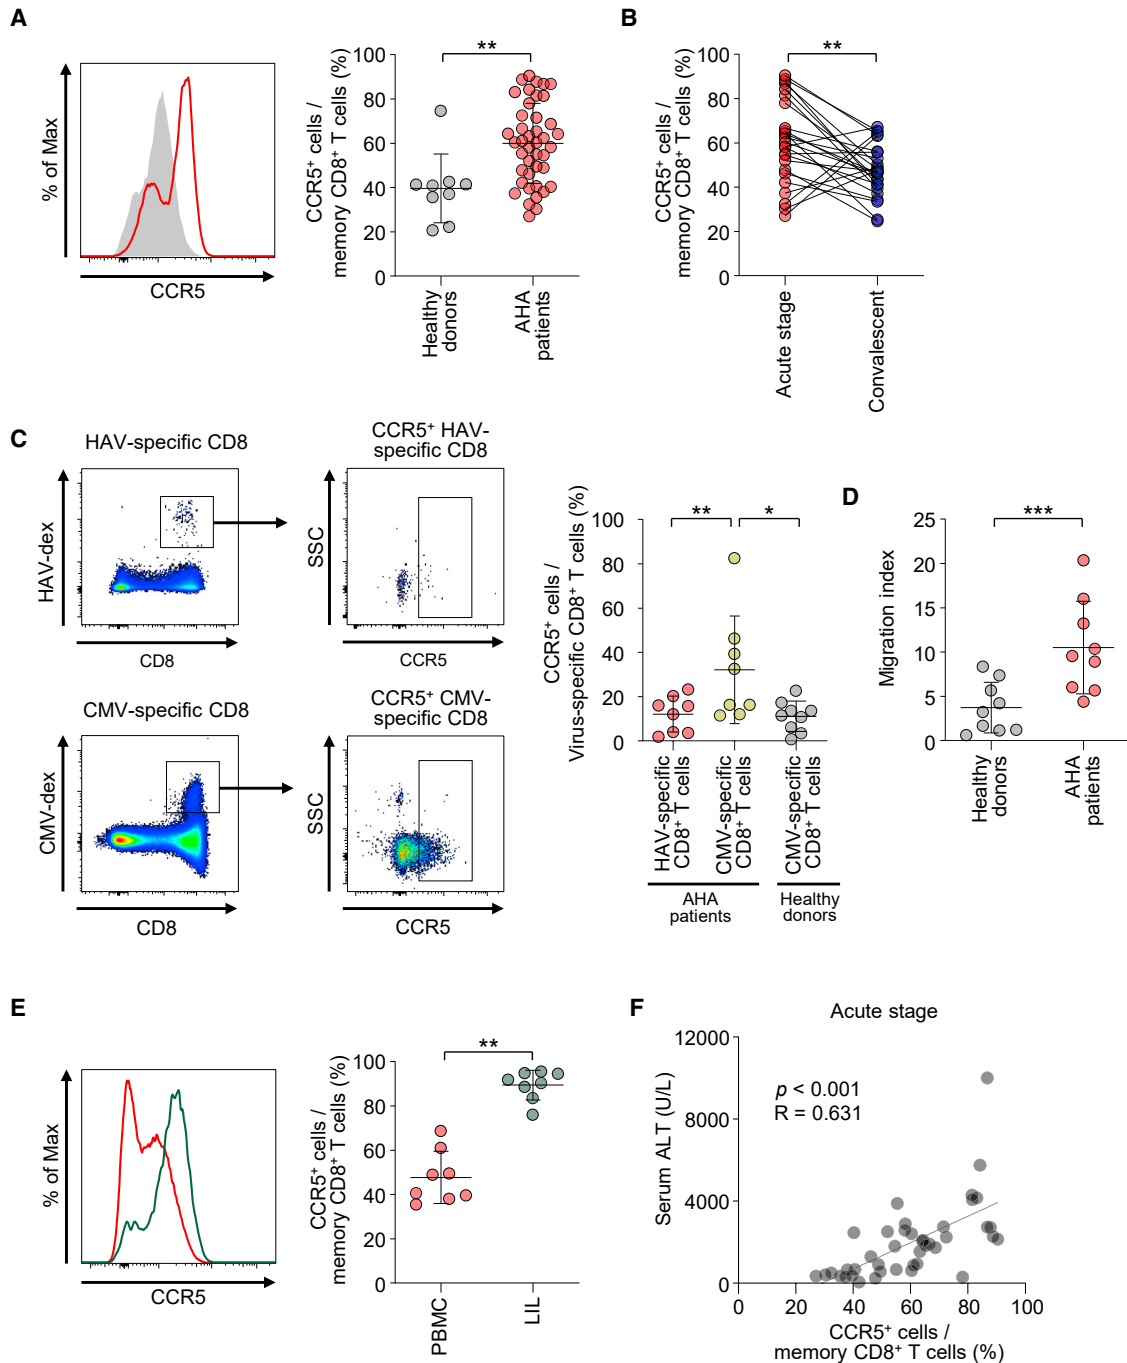 A
% of Max
CCR5
CCR5⁺ cells /
memory CD8⁺ T cells (%)
100
80
60
40
20
0
**
Healthy
donors
AHA
patients
B
CCR5⁺ cells /
memory CD8⁺ T cells (%)
100
80
60
40
20
0
**
Acute stage
Convalescent
C
HAV-specific CD8
HAV-dex
CD8
CCR5⁺ HAV-
specific CD8
SSC
CCR5
CMV-specific CD8
CMV-dex
CD8
CCR5⁺ CMV-
specific CD8
SSC
CCR5
CCR5⁺ cells /
Virus-specific CD8⁺ T cells (%)
100
80
60
40
20
0
**
*
HAV-specific
CD8⁺ T cells
CMV-specific
CD8⁺ T cells
CMV-specific
CD8⁺ T cells
AHA
patients
Healthy
donors
D
Migration index
25
20
15
10
5
0
***
Healthy
donors
AHA
patients
E
% of Max
CCR5
CCR5⁺ cells /
memory CD8⁺ T cells (%)
100
80
60
40
20
0
**
PBMC
LIL
F
Acute stage
Serum ALT (U/L)
12000
8000
4000
0
p < 0.001
R = 0.631
0
20
40
60
80
100
CCR5⁺ cells /
memory CD8⁺ T cells (%)